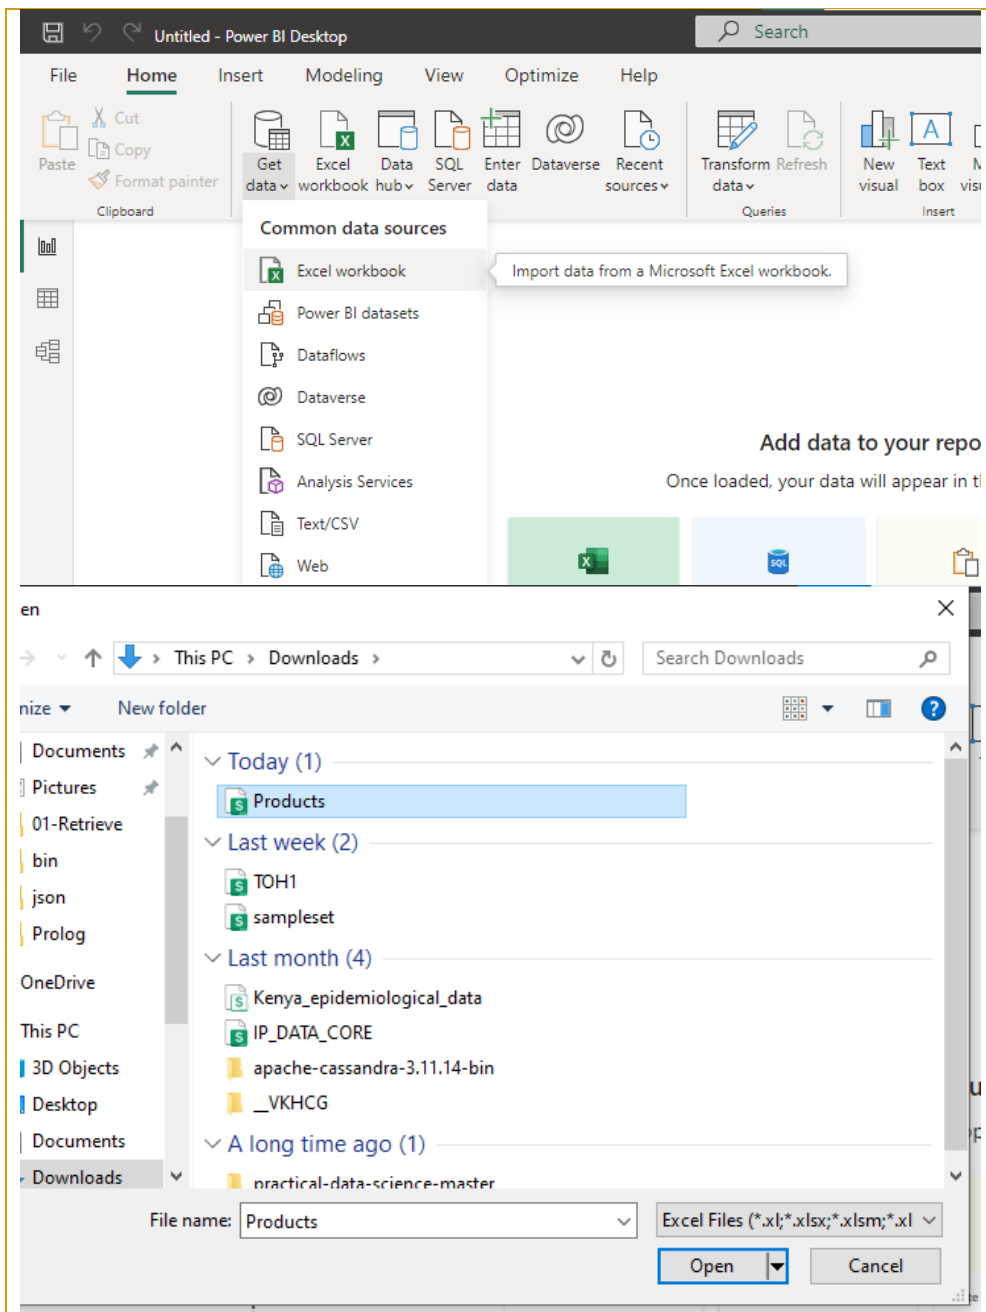 Untitled - Power BI Desktop
Search
File Home Insert Modeling View Optimize Help
Paste
Cut
Copy
Format painter
Clipboard
Get data
Excel workbook
Data hub
SQL Server
Enter data
Dataverse
Recent sources
Transform data
Refresh
Queries
New visual
Text box
Insert
Common data sources
Excel workbook
Import data from a Microsoft Excel workbook.
Power BI datasets
Dataflows
Dataverse
SQL Server
Analysis Services
Text/CSV
Web
Add data to your repo
Once loaded, your data will appear in t
SQL
en
This PC > Downloads >
Search Downloads
nize
New folder
Documents
Pictures
01-Retrieve
bin
json
Prolog
OneDrive
This PC
3D Objects
Desktop
Documents
Downloads
Today (1)
Products
Last week (2)
TOH1
sampleset
Last month (4)
Kenya_epidemiological_data
IP_DATA_CORE
apache-cassandra-3.11.14-bin
__VKHCG
A long time ago (1)
practical-data-science-master
File name: Products
Excel Files (*.xl;*.xlsx;*.xlsm;*.xl
Open
Cancel